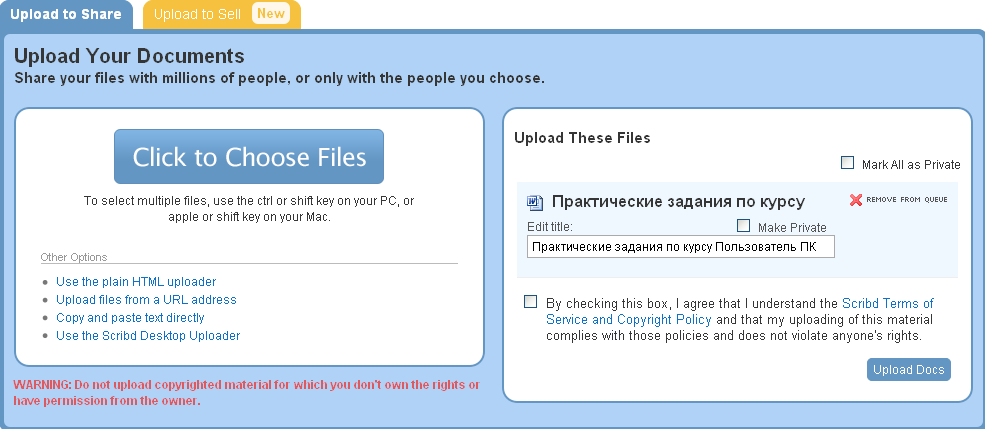 Upload to Share
Upload to Sell New
Upload Your Documents
Share your files with millions of people, or only with the people you choose.
Click to Choose Files
To select multiple files, use the ctrl or shift key on your PC, or
apple or shift key on your Mac.
Other Options
Use the plain HTML uploader
Upload files from a URL address
Copy and paste text directly
Use the Scribd Desktop Uploader
WARNING: Do not upload copyrighted material for which you don't own the rights or
have permission from the owner.
Upload These Files
Mark All as Private
Практические задания по курсу
REMOVE FROM QUEUE
Edit title:
Make Private
Практические задания по курсу Пользователь ПК
By checking this box, I agree that I understand the Scribd Terms of
Service and Copyright Policy and that my uploading of this material
complies with those policies and does not violate anyone's rights.
Upload Docs